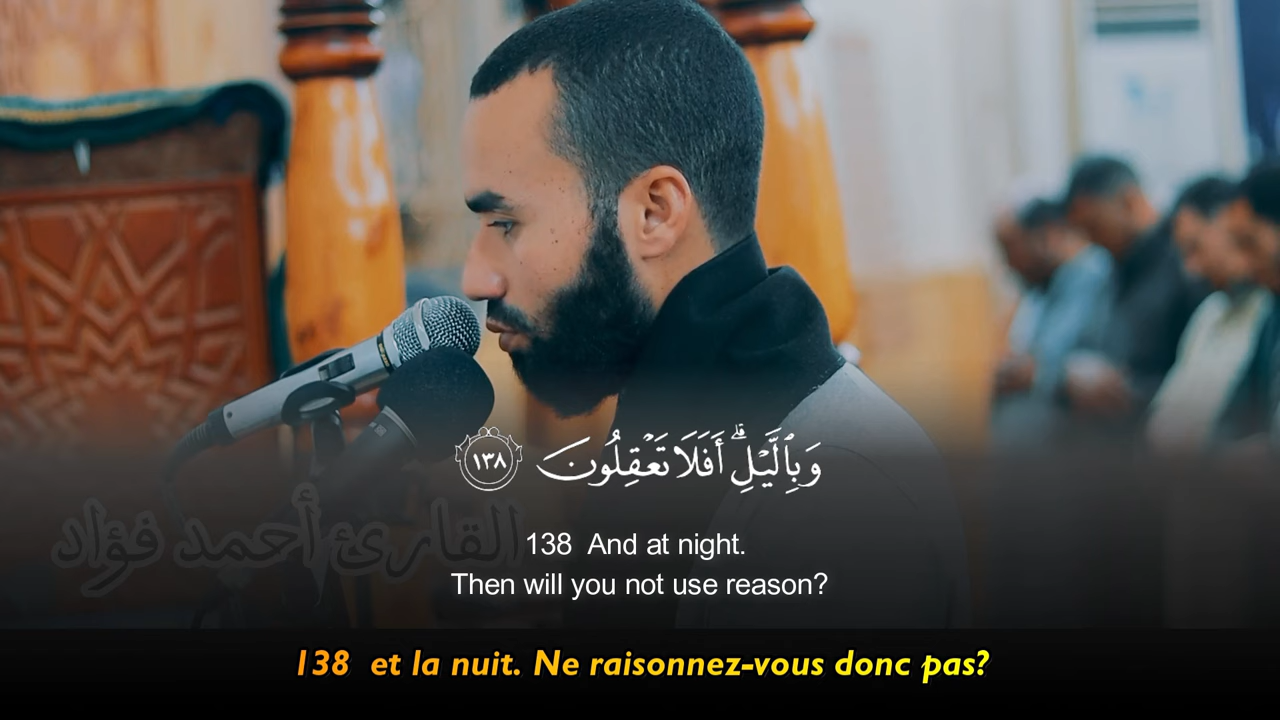 وَبِٱلَّيۡلِۚ أَفَلَا تَعۡقِلُونَ ١٣٨
القارئ أحمد فؤاد
138  And at night.
Then will you not use reason?
138  et la nuit. Ne raisonnez-vous donc pas?